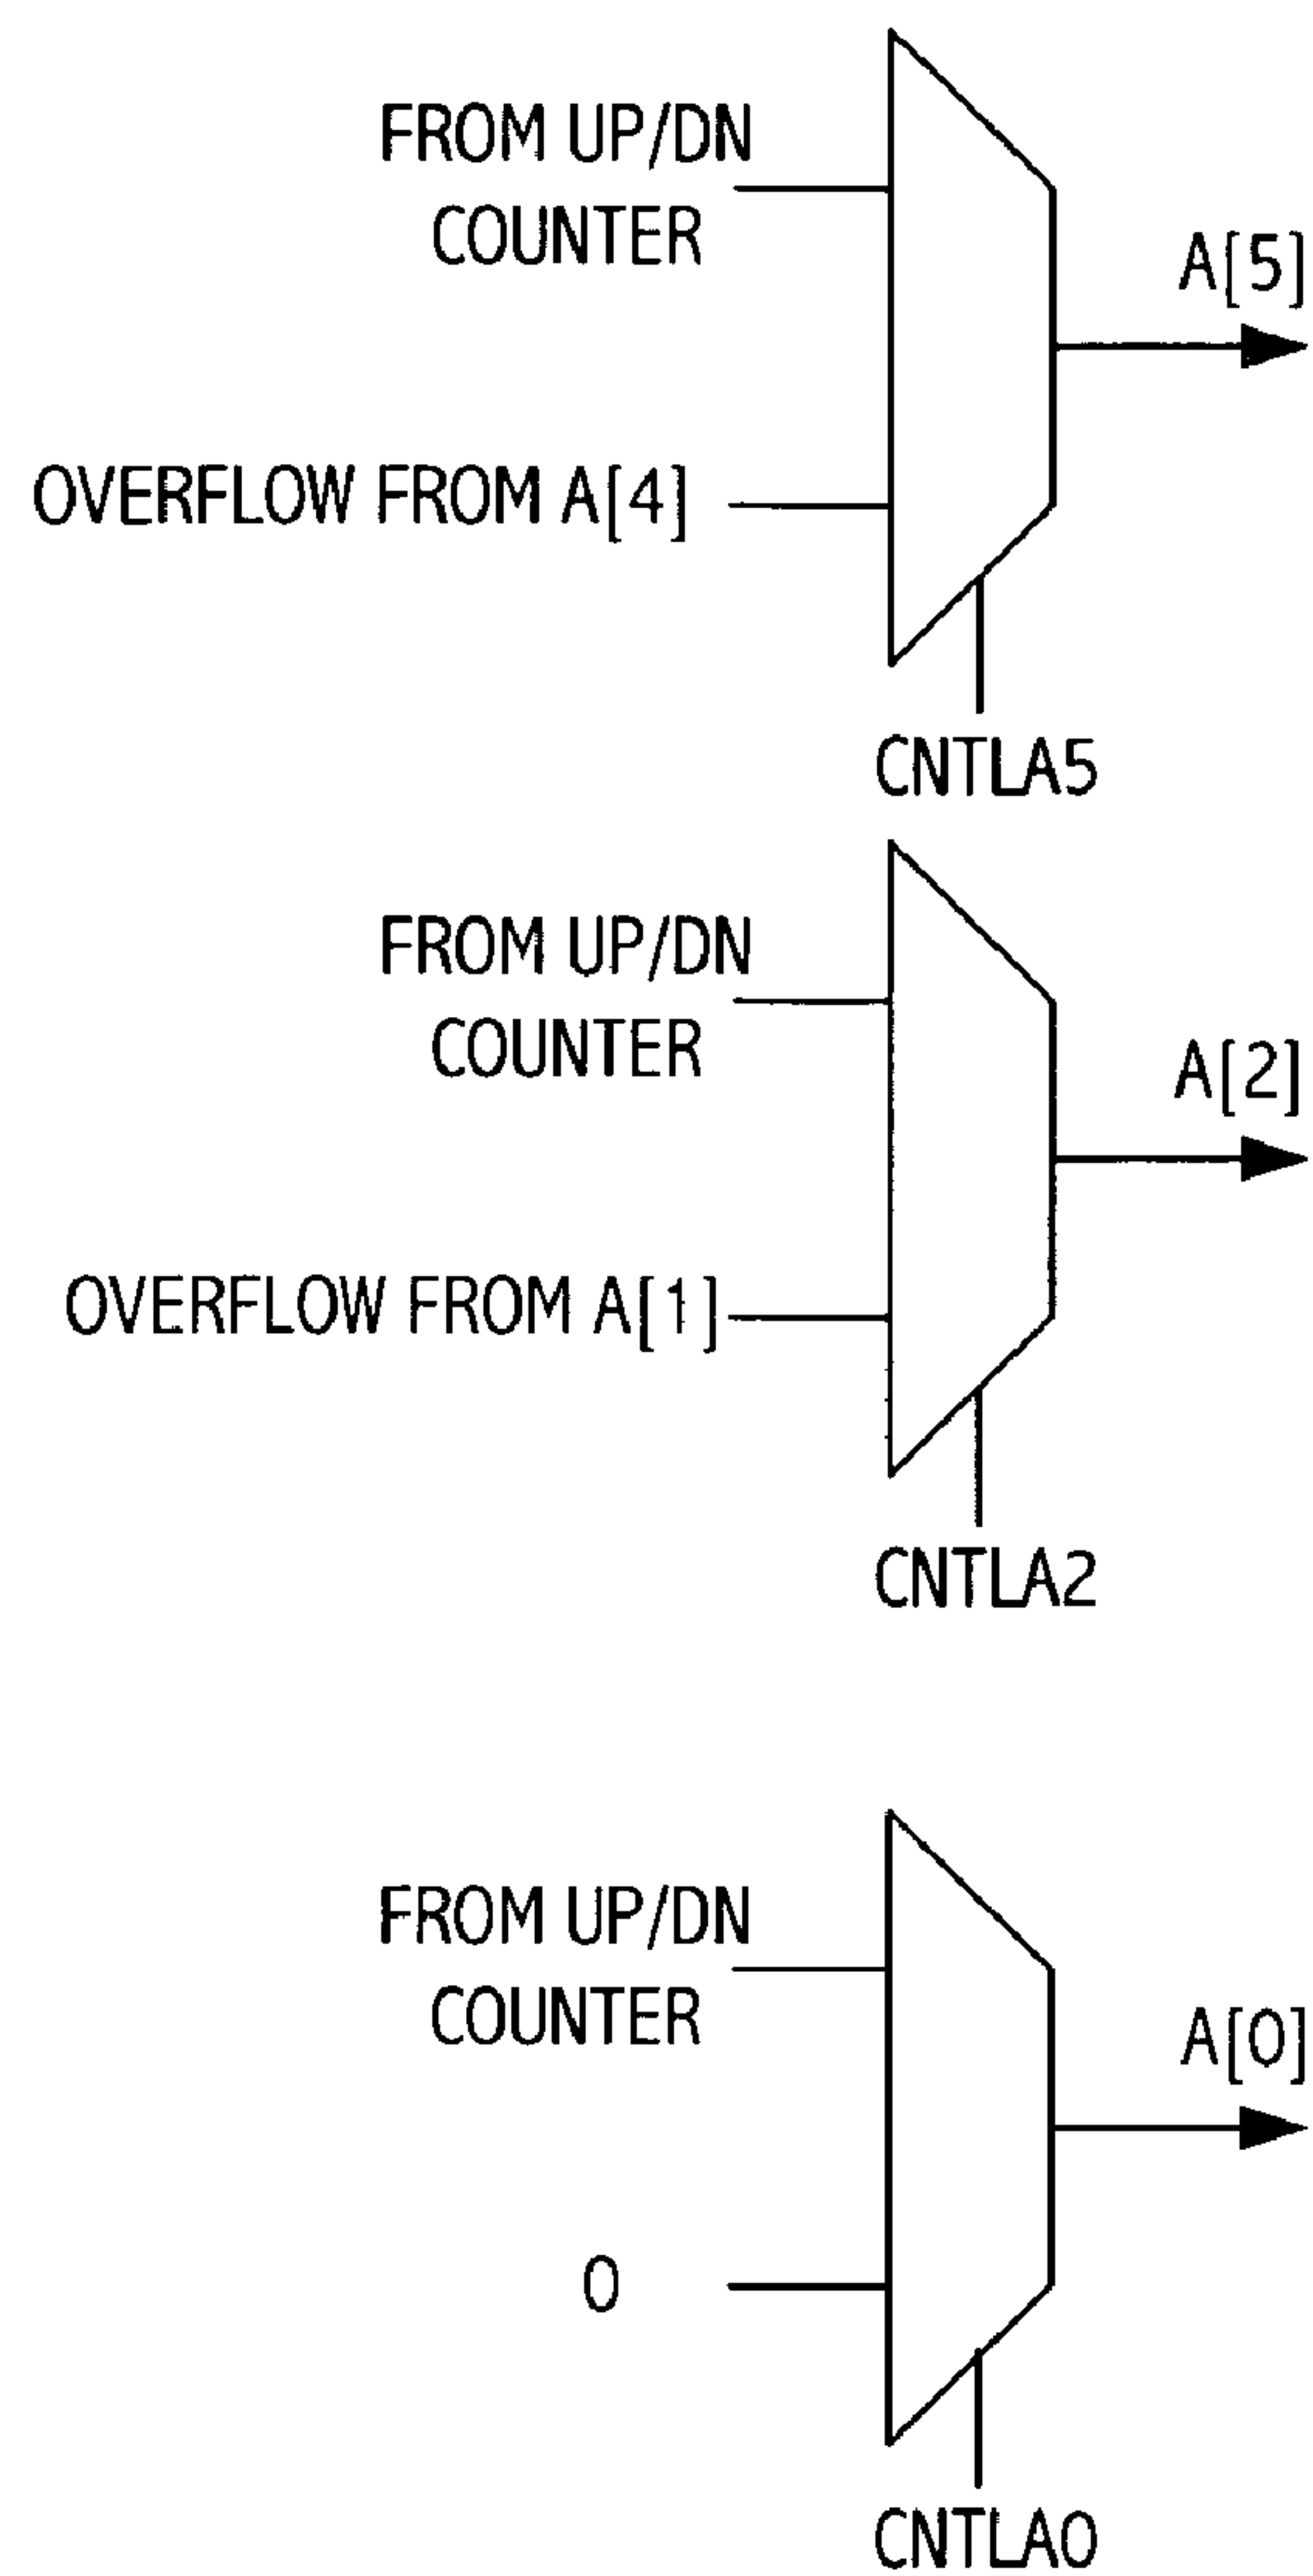 FROM UP/DN
COUNTER
A[5]
OVERFLOW FROM A[4]
CNTLA5
FROM UP/DN
COUNTER
A[2]
OVERFLOW FROM A[1]
CNTLA2
FROM UP/DN
COUNTER
A[0]
0
CNTLA0